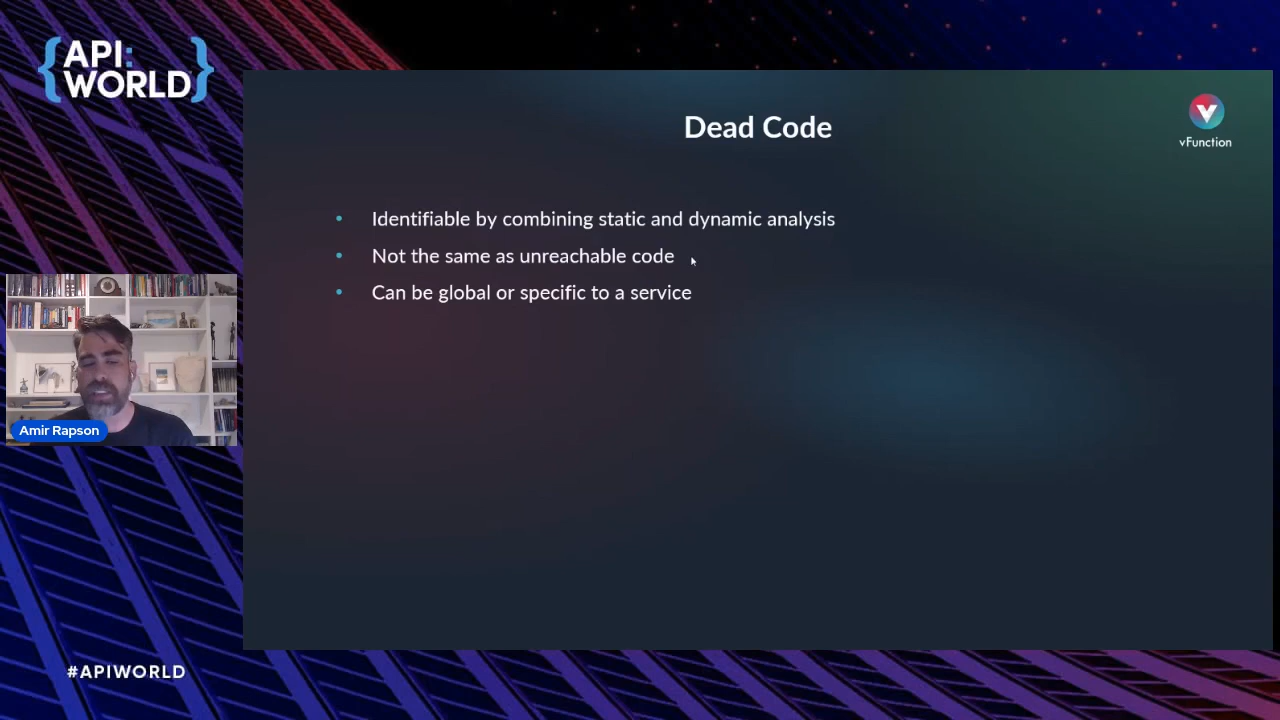 {API:
WORLD}
Dead Code
vFunction
• Identifiable by combining static and dynamic analysis
• Not the same as unreachable code
• Can be global or specific to a service
Amir Rapson
#APIWORLD